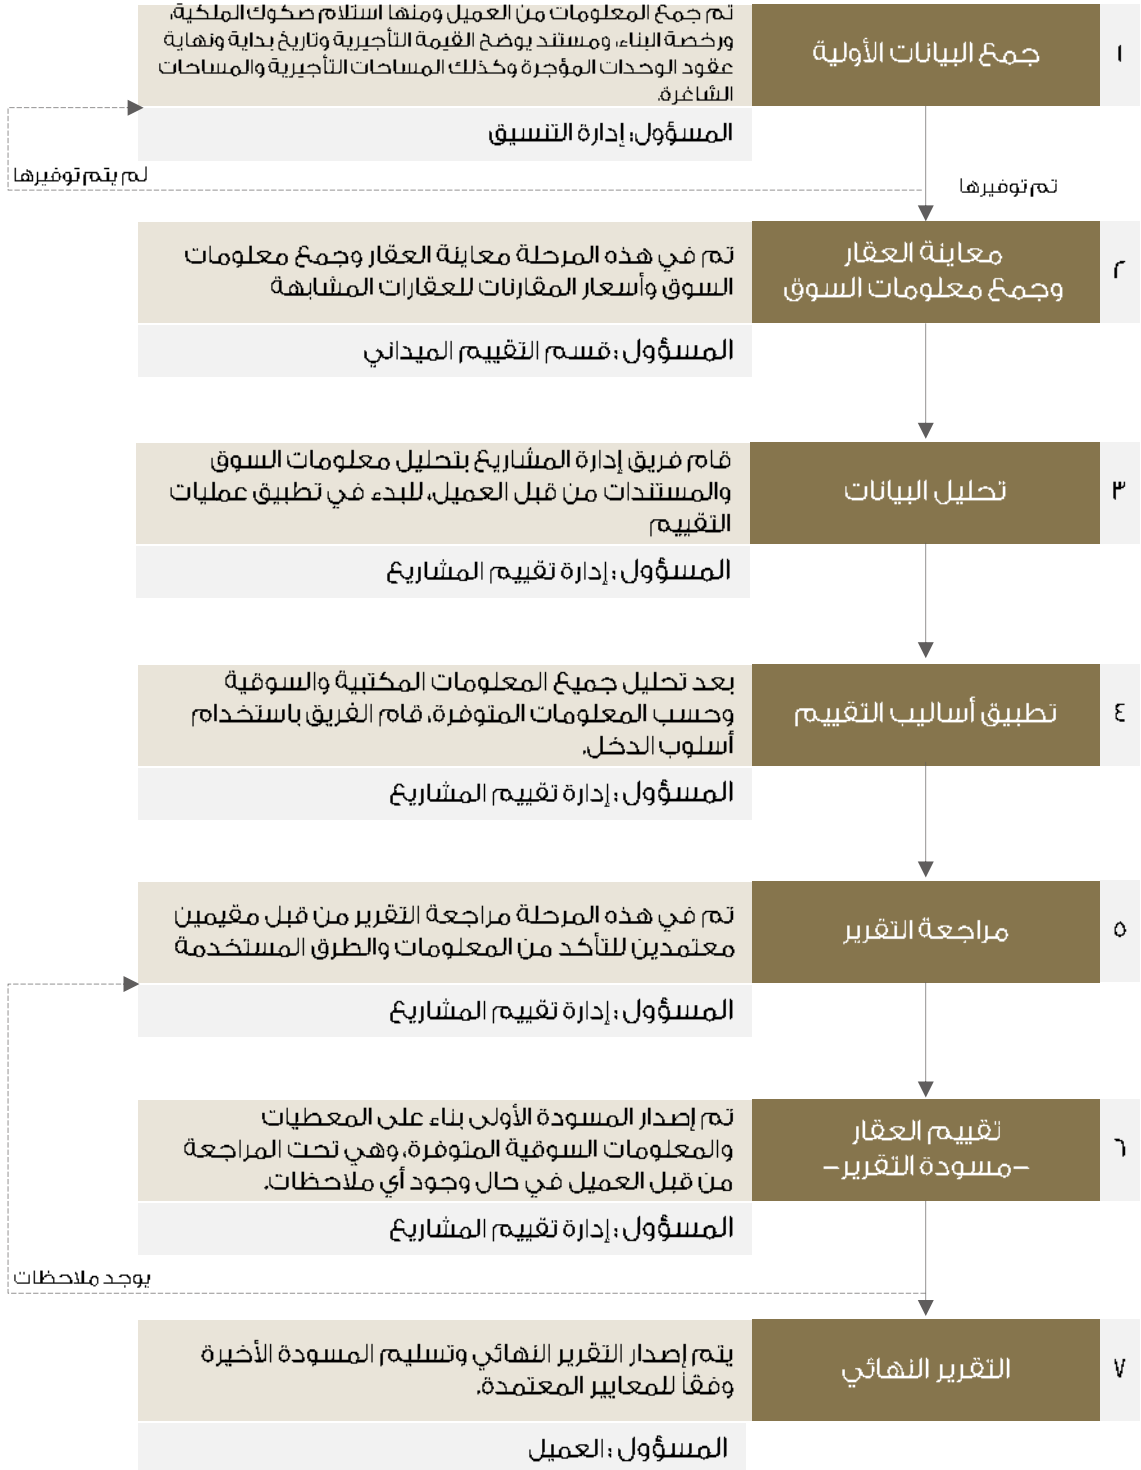 ١
جمع البيانات الأولية
تم جمع المعلومات من العميل ومنها استلام صكوك الملكية،
ورخصة البناء، ومستند يوضح القيمة التأجيرية وتاريخ بداية ونهاية
عقود الوحدات المؤجرة وكذلك المساحات التأجيرية والمساحات
الشاغرة.
المسؤول: إدارة التنسيق
لم يتم توفيرها
تم توفيرها
٢
معاينة العقار
وجمع معلومات السوق
تم في هذه المرحلة معاينة العقار وجمع معلومات
السوق وأسعار المقارنات للعقارات المشابهة
المسؤول : قسم التقييم الميداني
٣
تحليل البيانات
قام فريق إدارة المشاريع بتحليل معلومات السوق
والمستندات من قبل العميل، للبدء في تطبيق عمليات
التقييم
المسؤول : إدارة تقييم المشاريع
٤
تطبيق أساليب التقييم
بعد تحليل جميع المعلومات المكتبية والسوقية
وحسب المعلومات المتوفرة، قام الفريق باستخدام
أسلوب الدخل.
المسؤول : إدارة تقييم المشاريع
٥
مراجعة التقرير
تم في هذه المرحلة مراجعة التقرير من قبل مقيمين
معتمدين للتأكد من المعلومات والطرق المستخدمة
المسؤول : إدارة تقييم المشاريع
٦
تقييم العقار
-مسودة التقرير-
تم إصدار المسودة الأولى بناء على المعطيات
والمعلومات السوقية المتوفرة، وهي تحت المراجعة
من قبل العميل في حال وجود أي ملاحظات.
المسؤول : إدارة تقييم المشاريع
يوجد ملاحظات
٧
التقرير النهائي
يتم إصدار التقرير النهائي وتسليم المسودة الأخيرة
وفقاً للمعايير المعتمدة.
المسؤول : العميل